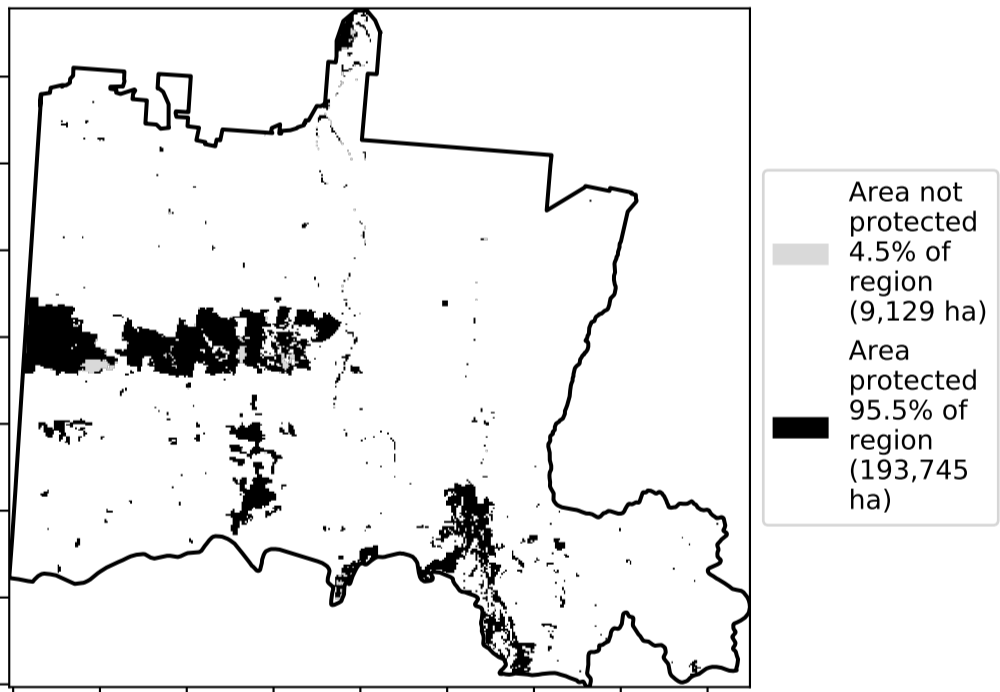 Area not
protected
4.5% of
region
(9,129 ha)
Area
protected
95.5% of
region
(193,745
ha)